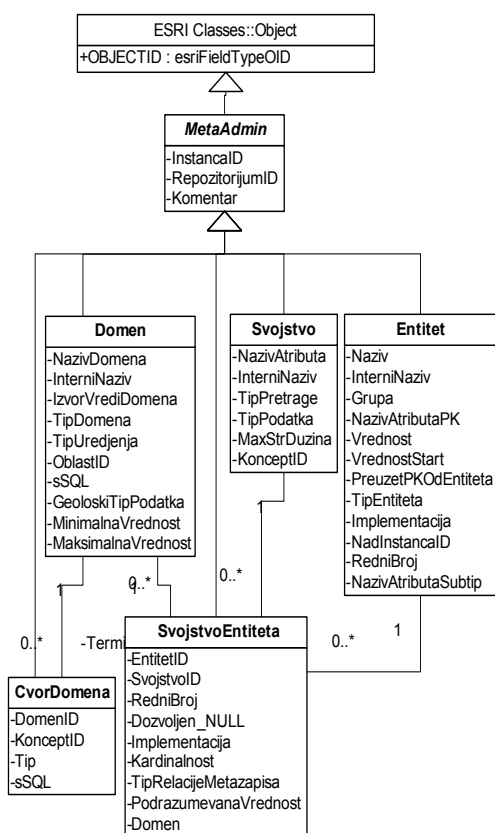 ESRI Classes::Object
+OBJECTID : esriFieldTypeOID
MetaAdmin
-InstancaID
-RepozitorijumID
-Komentar
Domen
-NazivDomena
-InterniNaziv
-IzvorVrediDomena
-TipDomena
-TipUredjenja
-OblastID
-sSQL
-GeoloskiTipPodatka
-MinimalnaVrednost
-MaksimalnaVrednost
Svojstvo
-NazivAtributa
-InterniNaziv
-TipPretrage
-TipPodatka
-MaxStrDuzina
-KonceptID
Entitet
-Naziv
-InterniNaziv
-Grupa
-NazivAtributaPK
-Vrednost
-VrednostStart
-PreuzetPKOdEntiteta
-TipEntiteta
-Implementacija
-NadInstancaID
-RedniBroj
-NazivAtributaSubtip
1
0..*
0..*
1
0..*
-Termi
0..*
1
CvorDomena
-DomenID
-KonceptID
-Tip
-sSQL
SvojstvoEntiteta
-EntitetID
-SvojstvoID
-RedniBroj
-Dozvoljen_NULL
-Implementacija
-Kardinalnost
-TipRelacijeMetazapisa
-PodrazumevanaVrednost
-Domen